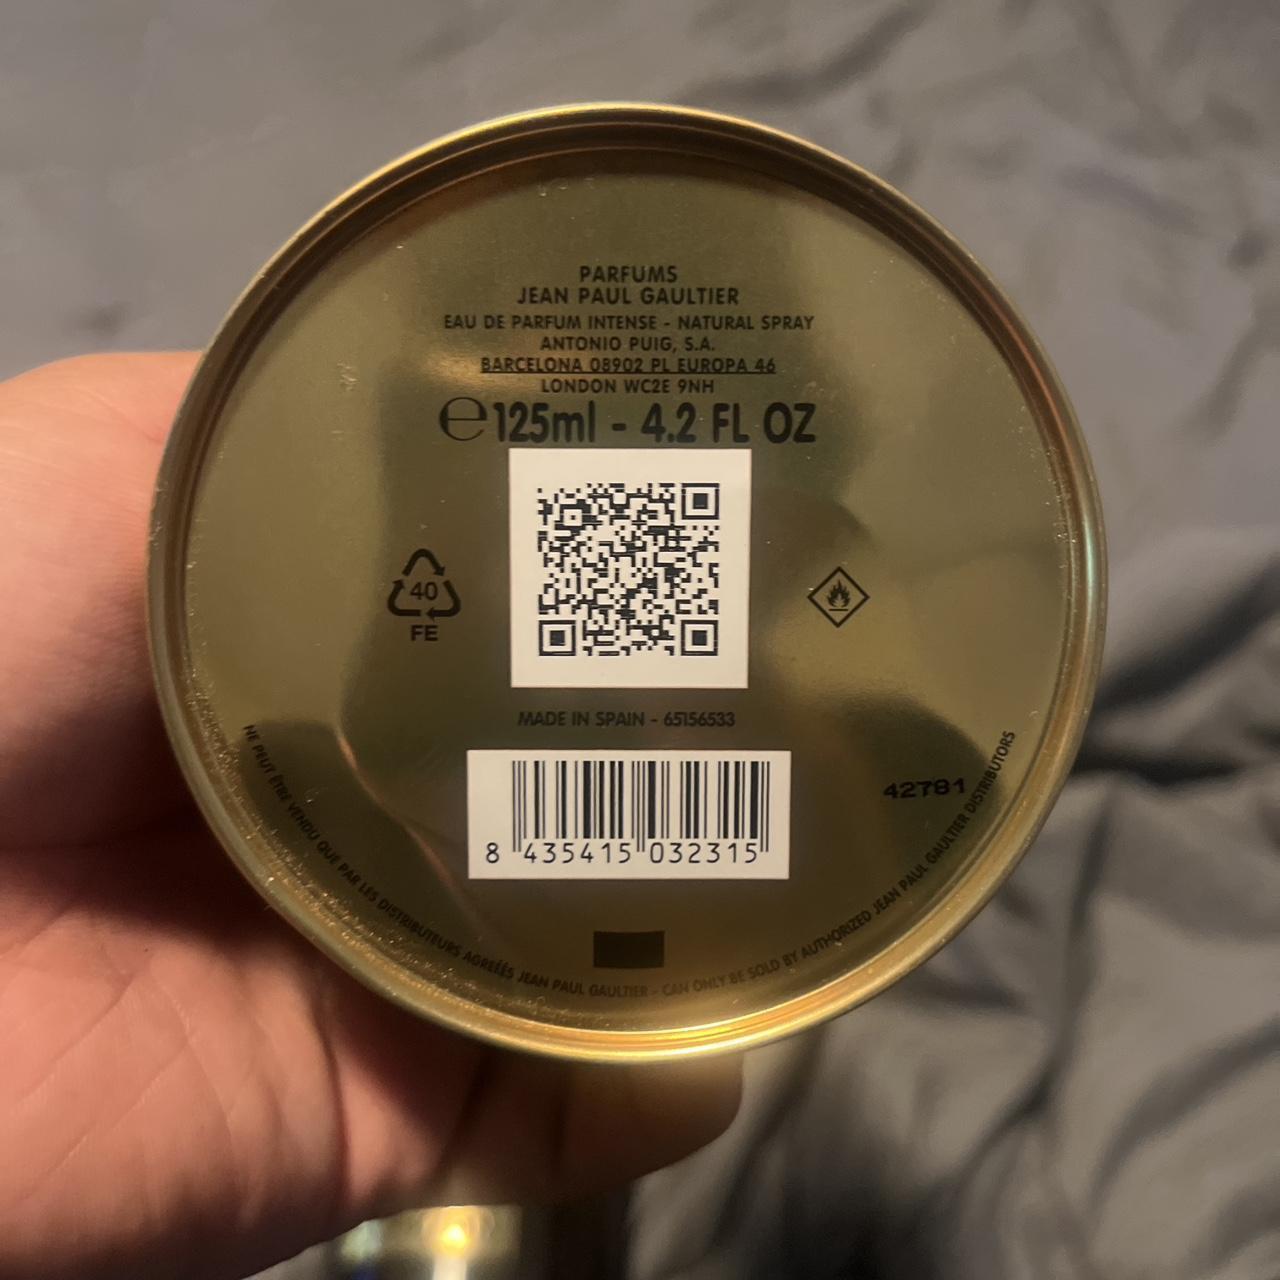 PARFUMS
JEAN PAUL GAULTIER
EAU DE PARFUM INTENSE - NATURAL SPRAY
ANTONIO PUIG, S.A.
BARCELONA 08902 PL EUROPA 46
LONDON WC2E 9NH
℮125ml - 4.2 FL OZ
40
FE
MADE IN SPAIN - 65156533
42781
8 435415 032315
NE PEUT ÊTRE VENDU QUE PAR LES DISTRIBUTEURS AGREÉÉS JEAN PAUL GAULTIER - CAN ONLY BE SOLD BY AUTHORIZED JEAN PAUL GAULTIER DISTRIBUTORS